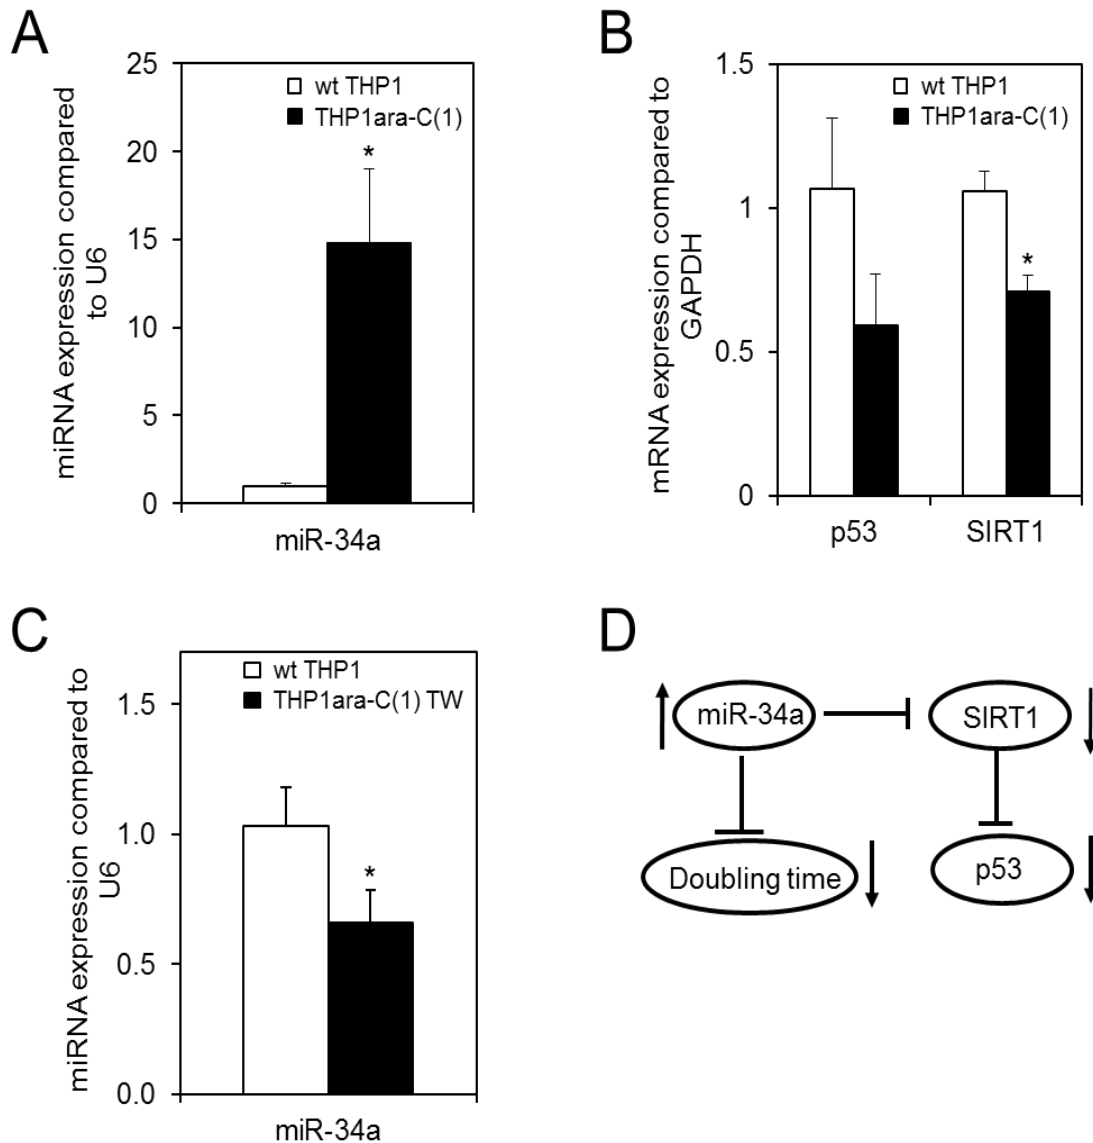 A
miRNA expression compared
to U6
25
20
15
10
5
0
wt THP1
THP1ara-C(1)
*
miR-34a
B
mRNA expression compared to
GAPDH
1.5
1
0.5
0
wt THP1
THP1ara-C(1)
*
p53 SIRT1
C
miRNA expression compared to
U6
1.5
1.0
0.5
0.0
wt THP1
THP1ara-C(1) TW
*
miR-34a
D
miR-34a SIRT1
Doubling time p53